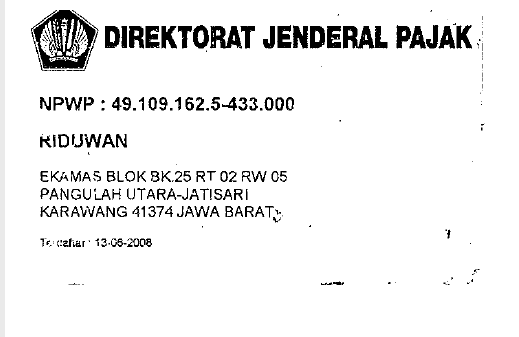 DIREKTORAT JENDERAL PAJAK
NPWP : 49.109.162.5-433.000
RIDUWAN
EKAMAS BLOK BK.25 RT 02 RW 05
PANGULAH UTARA-JATISARI
KARAWANG 41374 JAWA BARAT
Terdaftar : 13-06-2008